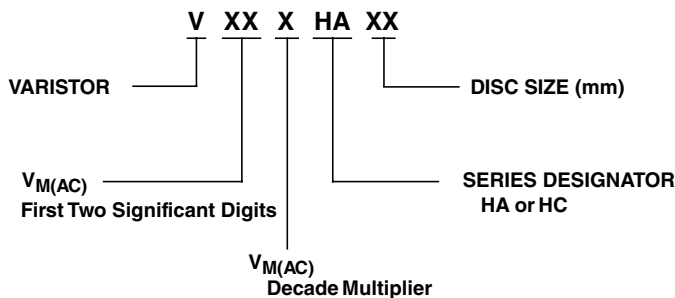 V XX X HA XX
VARISTOR
DISC SIZE (mm)
VM(AC)
First Two Significant Digits
SERIES DESIGNATOR
HA or HC
VM(AC)
Decade Multiplier